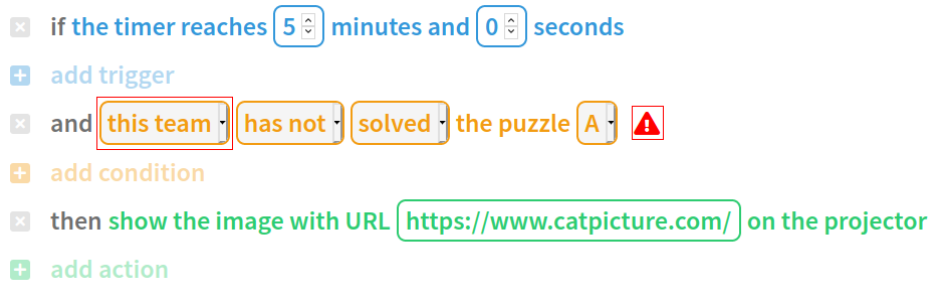 if the timer reaches 5 minutes and 0 seconds
add trigger
and this team has not solved the puzzle A
add condition
then show the image with URL https://www.catpicture.com/ on the projector
add action